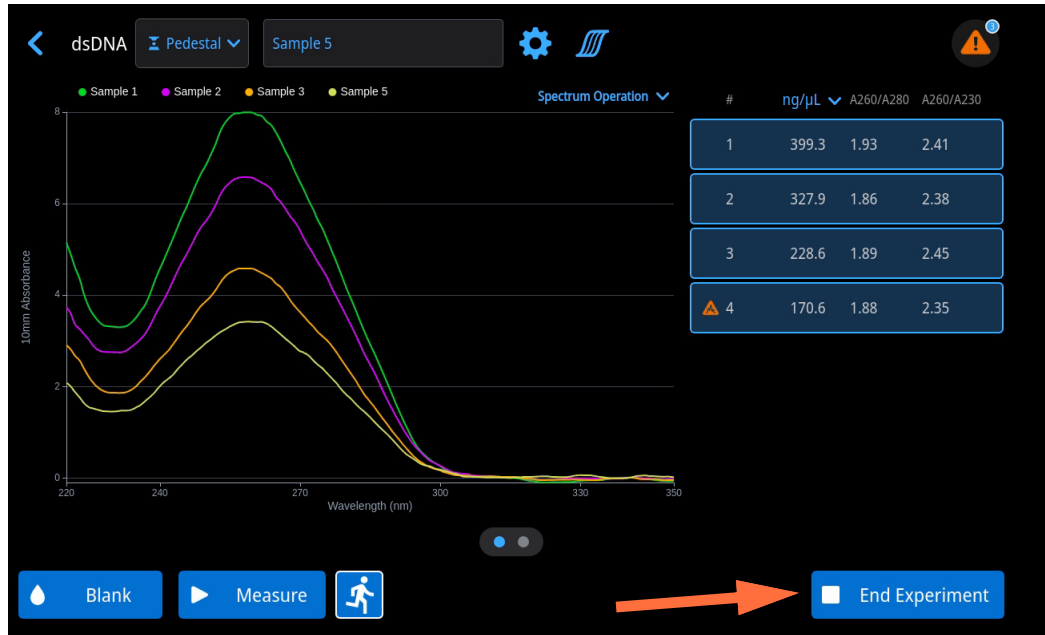 dsDNA Pedestal Sample 5 3
Sample 1 Sample 2 Sample 3 Sample 5
Spectrum Operation
# ng/µL A260/A280 A260/A230
1 399.3 1.93 2.41
2 327.9 1.86 2.38
3 228.6 1.89 2.45
4 170.6 1.88 2.35
10mm Absorbance
8
6
4
2
0
220 240 270 300 330 350
Wavelength (nm)
Blank Measure End Experiment